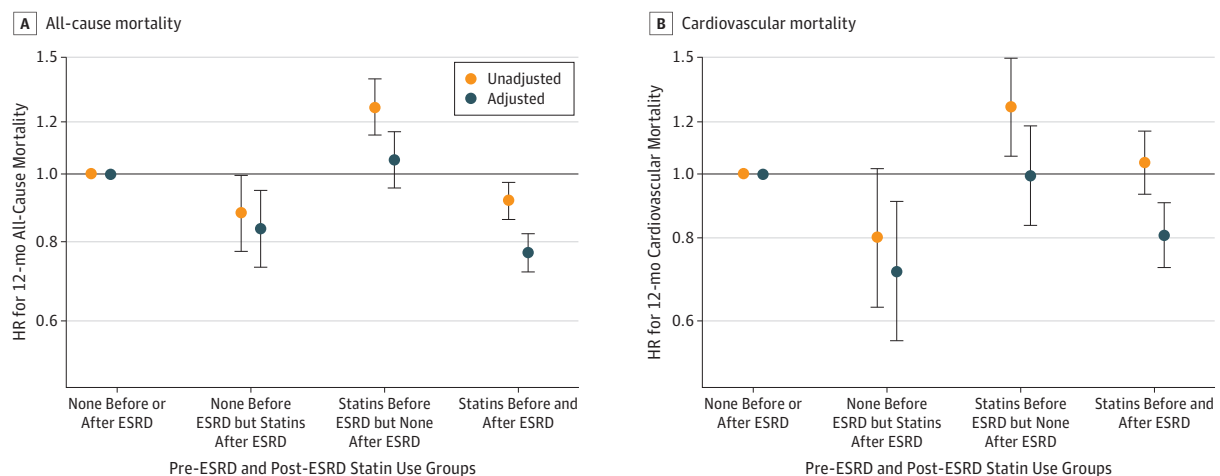 A All-cause mortality
1.5
1.2
1.0
0.8
0.6
HR for 12-mo All-Cause Mortality
Unadjusted
Adjusted
None Before or
After ESRD
None Before
ESRD but Statins
After ESRD
Statins Before
ESRD but None
After ESRD
Statins Before and
After ESRD
Pre-ESRD and Post-ESRD Statin Use Groups
B Cardiovascular mortality
1.5
1.2
1.0
0.8
0.6
HR for 12-mo Cardiovascular Mortality
None Before or
After ESRD
None Before
ESRD but Statins
After ESRD
Statins Before
ESRD but None
After ESRD
Statins Before and
After ESRD
Pre-ESRD and Post-ESRD Statin Use Groups